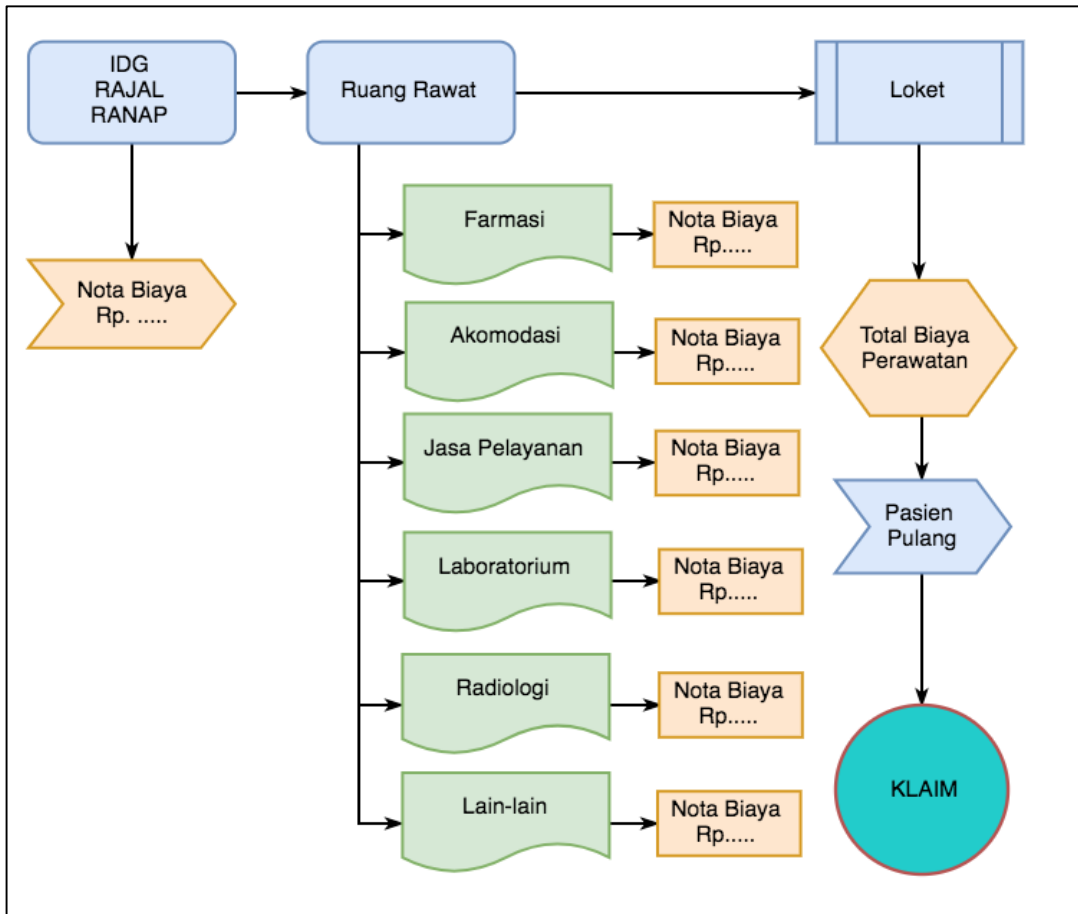 IDG
RAJAL
RANAP
Ruang Rawat
Loket
Nota Biaya
Rp. .....
Farmasi
Nota Biaya
Rp.....
Akomodasi
Nota Biaya
Rp.....
Jasa Pelayanan
Nota Biaya
Rp.....
Laboratorium
Nota Biaya
Rp.....
Radiologi
Nota Biaya
Rp.....
Lain-lain
Nota Biaya
Rp.....
Total Biaya
Perawatan
Pasien
Pulang
KLAIM